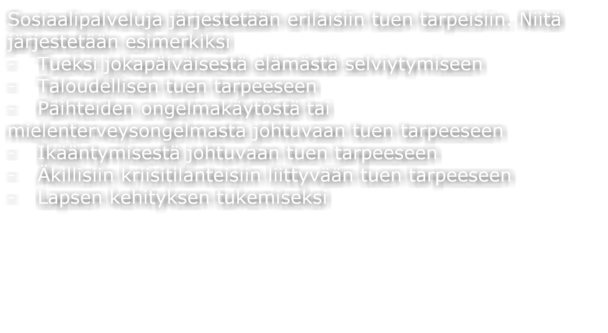 Sosiaalipalveluja järjestetään erilaisiin tuen tarpeisiin. Niitä
järjestetään esimerkiksi
Tueksi jokapäiväisestä elämästä selviytymiseen
Taloudellisen tuen tarpeeseen
Päihteiden ongelmakäytöstä tai
mielenterveysongelmasta johtuvaan tuen tarpeeseen
Ikääntymisestä johtuvaan tuen tarpeeseen
Äkillisiin kriisitilanteisiin liittyvään tuen tarpeeseen
Lapsen kehityksen tukemiseksi